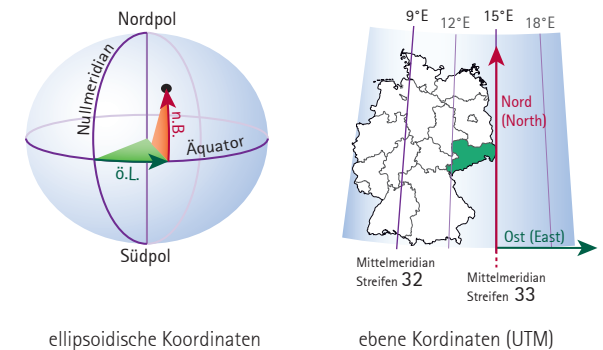 Nordpol
Nullmeridian
n.B.
Äquator
ö.L.
Südpol
ellipsoidische Koordinaten
9°E
12°E
15°E
18°E
Nord
(North)
Ost (East)
Mittelmeridian
Streifen 32
Mittelmeridian
Streifen 33
ebene Kordinaten (UTM)